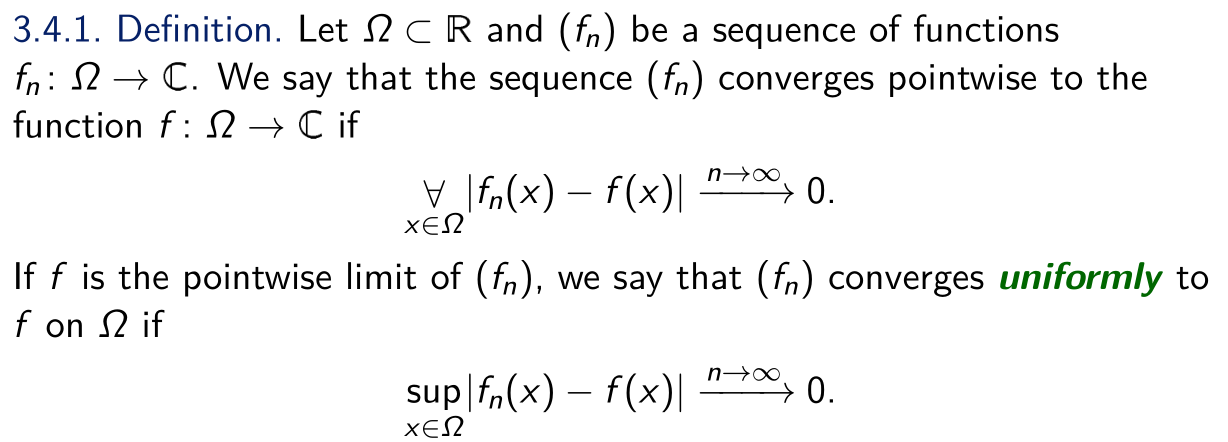 3.4.1. Definition. Let Ω ⊂ ℝ and (fₙ) be a sequence of functions
fₙ: Ω → ℂ. We say that the sequence (fₙ) converges pointwise to the
function f: Ω → ℂ if
∀ |fₙ(x) − f(x)| n→∞⟶ 0.
x∈Ω
If f is the pointwise limit of (fₙ), we say that (fₙ) converges uniformly to
f on Ω if
sup |fₙ(x) − f(x)| n→∞⟶ 0.
x∈Ω